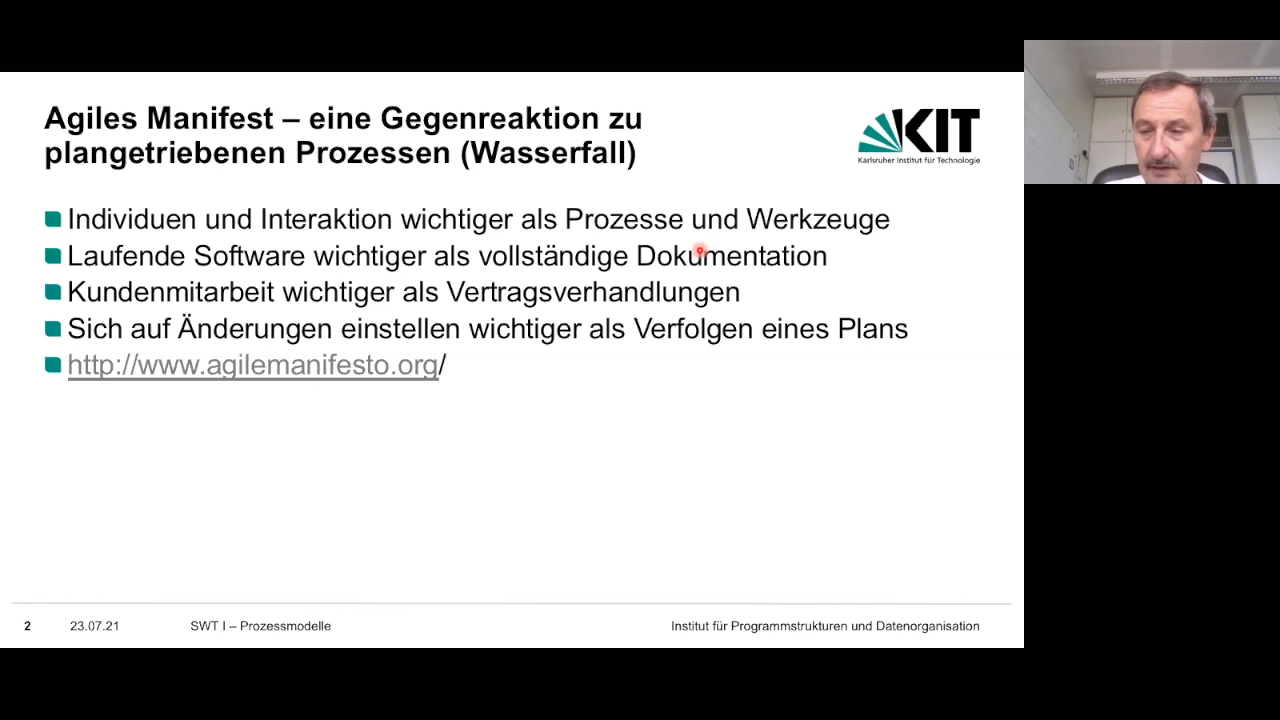 Agiles Manifest – eine Gegenreaktion zu
plangetriebenen Prozessen (Wasserfall)
KIT
Karlsruher Institut für Technologie
Individuen und Interaktion wichtiger als Prozesse und Werkzeuge
Laufende Software wichtiger als vollständige Dokumentation
Kundenmitarbeit wichtiger als Vertragsverhandlungen
Sich auf Änderungen einstellen wichtiger als Verfolgen eines Plans
http://www.agilemanifesto.org/
2 23.07.21 SWT I – Prozessmodelle Institut für Programmstrukturen und Datenorganisation